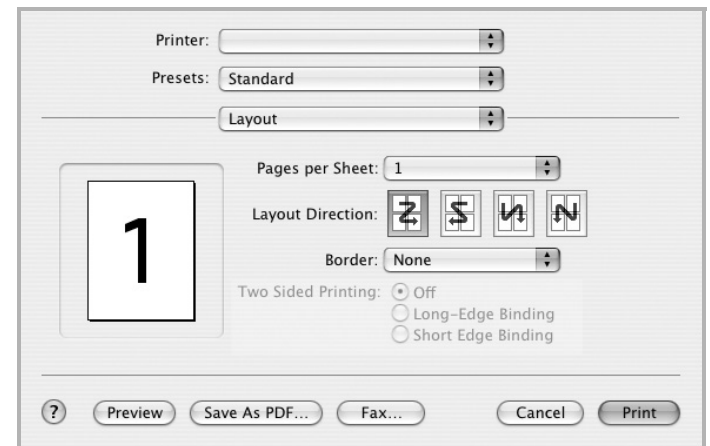 Printer:
Presets: Standard
Layout
Pages per Sheet: 1
1
Layout Direction:
Border: None
Two Sided Printing: Off
Long-Edge Binding
Short Edge Binding
? Preview Save As PDF... Fax... Cancel Print